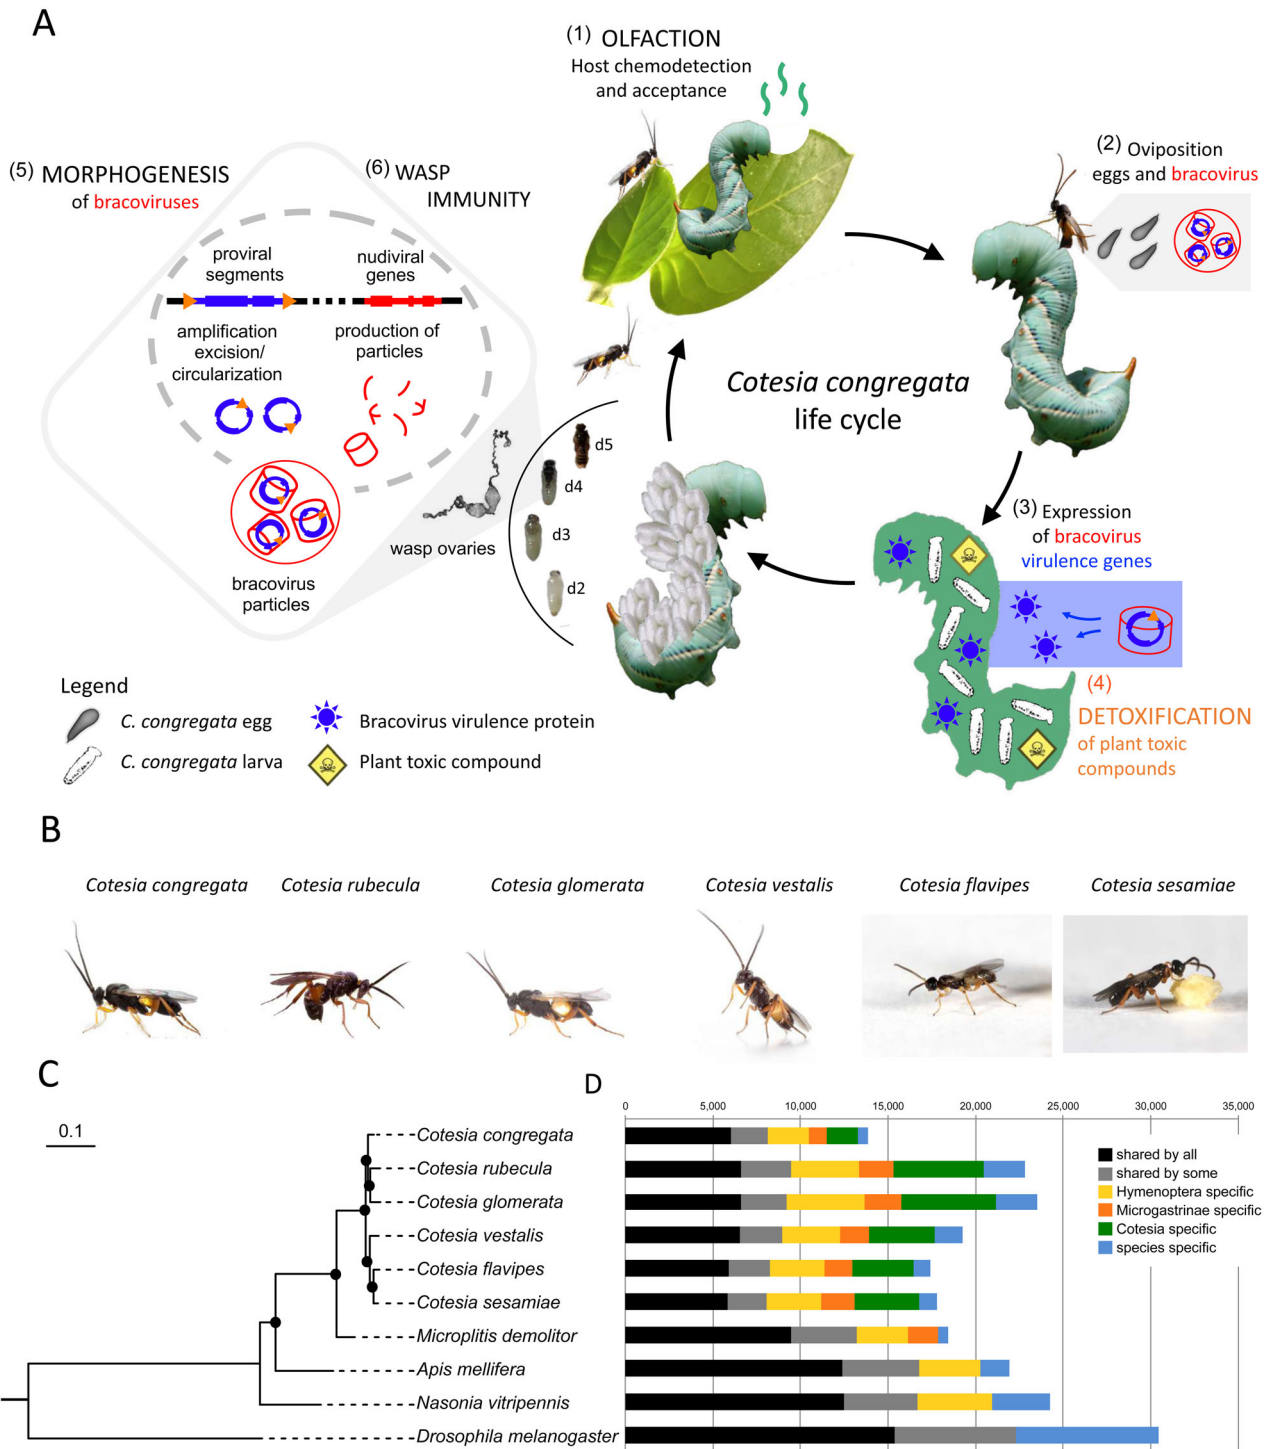 A
(1) OLFACTION
Host chemodetection
and acceptance
(2) Oviposition
eggs and bracovirus
(5) MORPHOGENESIS
of bracoviruses
(6) WASP
IMMUNITY
proviral
segments
nudiviral
genes
amplification
excision/
circularization
production of
particles
bracovirus
particles
wasp ovaries
d5
d4
d3
d2
Cotesia congregata
life cycle
(3) Expression
of bracovirus
virulence genes
(4)
DETOXIFICATION
of plant toxic
compounds
Legend
C. congregata egg
Bracovirus virulence protein
C. congregata larva
Plant toxic compound
B
Cotesia congregata
Cotesia rubecula
Cotesia glomerata
Cotesia vestalis
Cotesia flavipes
Cotesia sesamiae
C
0.1
Cotesia congregata
Cotesia rubecula
Cotesia glomerata
Cotesia vestalis
Cotesia flavipes
Cotesia sesamiae
Microplitis demolitor
Apis mellifera
Nasonia vitripennis
Drosophila melanogaster
D
0 5,000 10,000 15,000 20,000 25,000 30,000 35,000
shared by all
shared by some
Hymenoptera specific
Microgastrinae specific
Cotesia specific
species specific